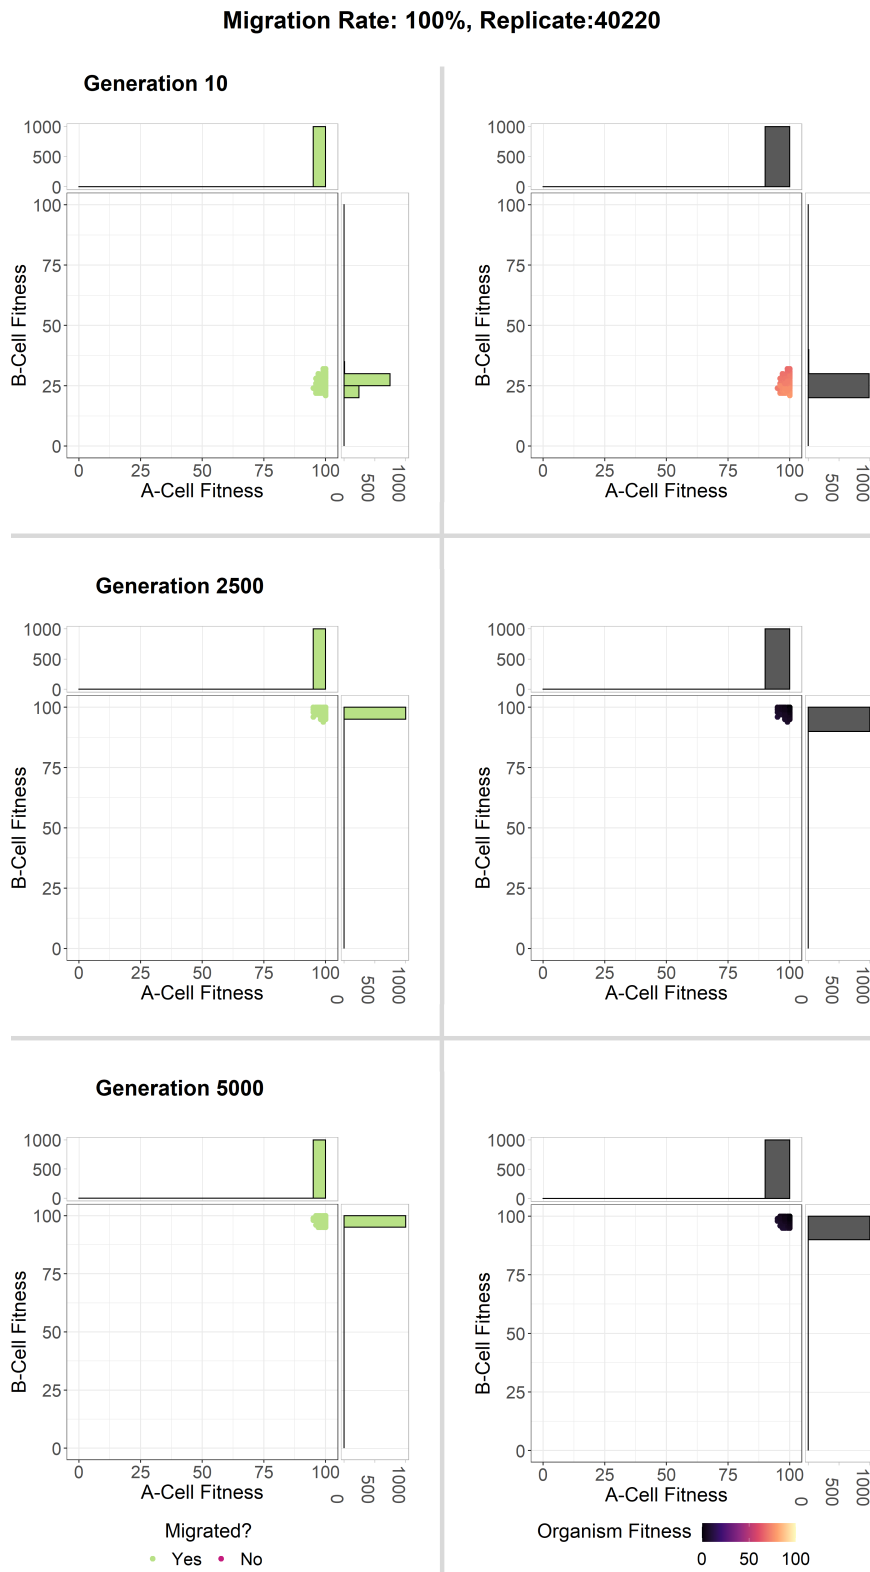 Migration Rate: 100%, Replicate:40220
Generation 10
1000
500
0
1000
500
0
100
75
50
25
0
B-Cell Fitness
100
75
50
25
0
B-Cell Fitness
0 25 50 75 100
0 500 1000
A-Cell Fitness
0 25 50 75 100
0 500 1000
A-Cell Fitness
Generation 2500
1000
500
0
1000
500
0
100
75
50
25
0
B-Cell Fitness
100
75
50
25
0
B-Cell Fitness
0 25 50 75 100
0 500 1000
A-Cell Fitness
0 25 50 75 100
0 500 1000
A-Cell Fitness
Generation 5000
1000
500
0
1000
500
0
100
75
50
25
0
B-Cell Fitness
100
75
50
25
0
B-Cell Fitness
0 25 50 75 100
0 500 1000
A-Cell Fitness
0 25 50 75 100
0 500 1000
A-Cell Fitness
Migrated?
Yes No
Organism Fitness
0 50 100